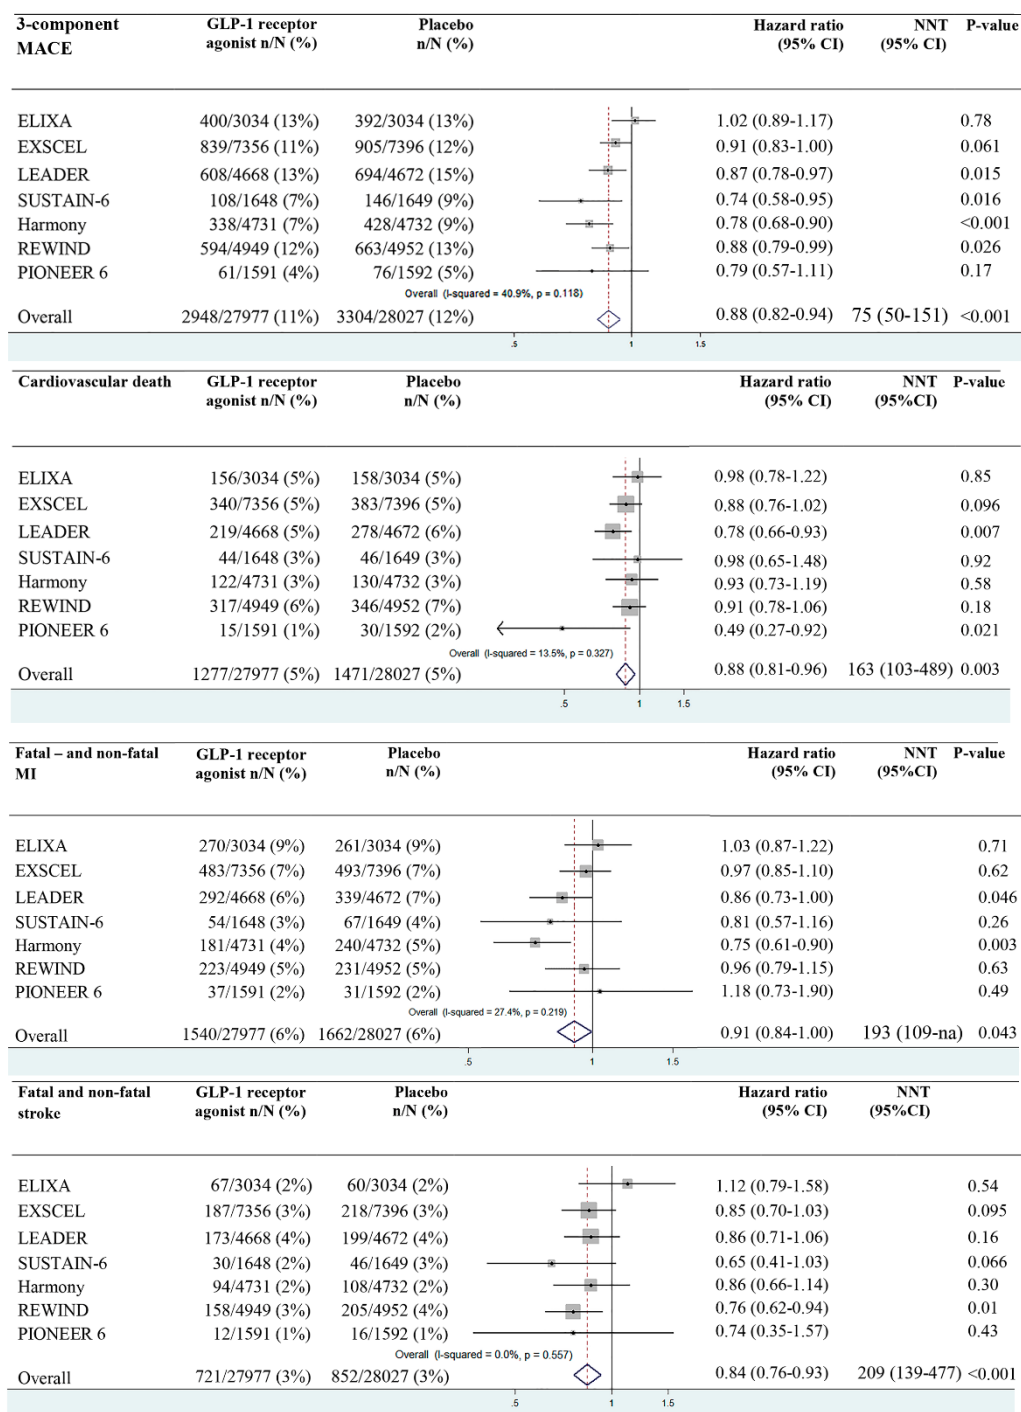 3-component GLP-1 receptor Placebo Hazard ratio NNT P-value
MACE agonist n/N (%) n/N (%) (95% CI) (95% CI)
ELIXA 400/3034 (13%) 392/3034 (13%) 1.02 (0.89-1.17) 0.78
EXSCEL 839/7356 (11%) 905/7396 (12%) 0.91 (0.83-1.00) 0.061
LEADER 608/4668 (13%) 694/4672 (15%) 0.87 (0.78-0.97) 0.015
SUSTAIN-6 108/1648 (7%) 146/1649 (9%) 0.74 (0.58-0.95) 0.016
Harmony 338/4731 (7%) 428/4732 (9%) 0.78 (0.68-0.90) <0.001
REWIND 594/4949 (12%) 663/4952 (13%) 0.88 (0.79-0.99) 0.026
PIONEER 6 61/1591 (4%) 76/1592 (5%) 0.79 (0.57-1.11) 0.17
Overall (I-squared = 40.9%, p = 0.118)
Overall 2948/27977 (11%) 3304/28027 (12%) 0.88 (0.82-0.94) 75 (50-151) <0.001
.5 1 1.5
Cardiovascular death GLP-1 receptor Placebo Hazard ratio NNT P-value
agonist n/N (%) n/N (%) (95% CI) (95%CI)
ELIXA 156/3034 (5%) 158/3034 (5%) 0.98 (0.78-1.22) 0.85
EXSCEL 340/7356 (5%) 383/7396 (5%) 0.88 (0.76-1.02) 0.096
LEADER 219/4668 (5%) 278/4672 (6%) 0.78 (0.66-0.93) 0.007
SUSTAIN-6 44/1648 (3%) 46/1649 (3%) 0.98 (0.65-1.48) 0.92
Harmony 122/4731 (3%) 130/4732 (3%) 0.93 (0.73-1.19) 0.58
REWIND 317/4949 (6%) 346/4952 (7%) 0.91 (0.78-1.06) 0.18
PIONEER 6 15/1591 (1%) 30/1592 (2%) 0.49 (0.27-0.92) 0.021
Overall (I-squared = 13.5%, p = 0.327)
Overall 1277/27977 (5%) 1471/28027 (5%) 0.88 (0.81-0.96) 163 (103-489) 0.003
.5 1 1.5
Fatal – and non-fatal GLP-1 receptor Placebo Hazard ratio NNT P-value
MI agonist n/N (%) n/N (%) (95% CI) (95%CI)
ELIXA 270/3034 (9%) 261/3034 (9%) 1.03 (0.87-1.22) 0.71
EXSCEL 483/7356 (7%) 493/7396 (7%) 0.97 (0.85-1.10) 0.62
LEADER 292/4668 (6%) 339/4672 (7%) 0.86 (0.73-1.00) 0.046
SUSTAIN-6 54/1648 (3%) 67/1649 (4%) 0.81 (0.57-1.16) 0.26
Harmony 181/4731 (4%) 240/4732 (5%) 0.75 (0.61-0.90) 0.003
REWIND 223/4949 (5%) 231/4952 (5%) 0.96 (0.79-1.15) 0.63
PIONEER 6 37/1591 (2%) 31/1592 (2%) 1.18 (0.73-1.90) 0.49
Overall (I-squared = 27.4%, p = 0.219)
Overall 1540/27977 (6%) 1662/28027 (6%) 0.91 (0.84-1.00) 193 (109-na) 0.043
.5 1 1.5
Fatal and non-fatal GLP-1 receptor Placebo Hazard ratio NNT
stroke agonist n/N (%) n/N (%) (95% CI) (95%CI)
ELIXA 67/3034 (2%) 60/3034 (2%) 1.12 (0.79-1.58) 0.54
EXSCEL 187/7356 (3%) 218/7396 (3%) 0.85 (0.70-1.03) 0.095
LEADER 173/4668 (4%) 199/4672 (4%) 0.86 (0.71-1.06) 0.16
SUSTAIN-6 30/1648 (2%) 46/1649 (3%) 0.65 (0.41-1.03) 0.066
Harmony 94/4731 (2%) 108/4732 (2%) 0.86 (0.66-1.14) 0.30
REWIND 158/4949 (3%) 205/4952 (4%) 0.76 (0.62-0.94) 0.01
PIONEER 6 12/1591 (1%) 16/1592 (1%) 0.74 (0.35-1.57) 0.43
Overall (I-squared = 0.0%, p = 0.557)
Overall 721/27977 (3%) 852/28027 (3%) 0.84 (0.76-0.93) 209 (139-477) <0.001
.5 1 1.5